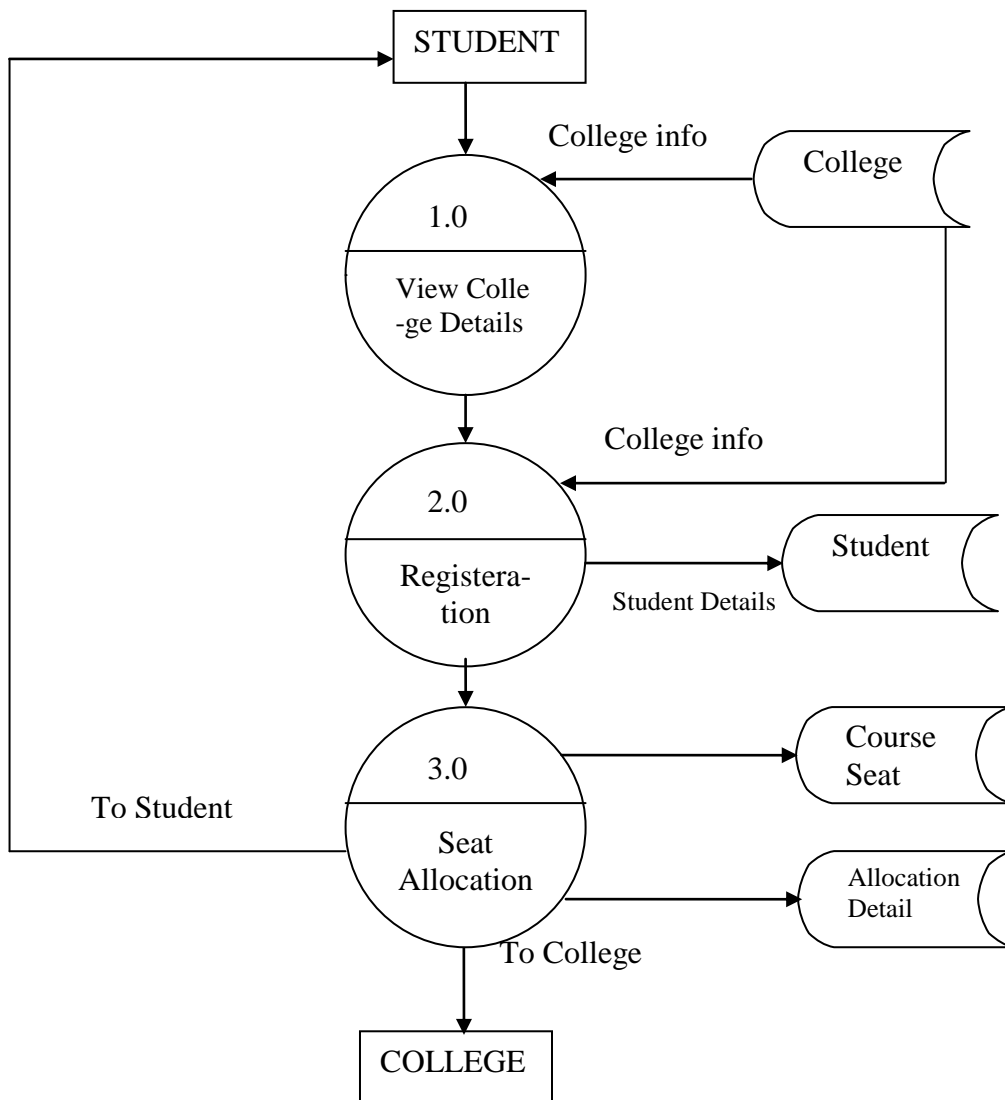 STUDENT
College info
College
1.0
View Colle
-ge Details
College info
2.0
Student
Registera-
tion
Student Details
Course
Seat
3.0
To Student
Seat
Allocation
Allocation
Detail
To College
COLLEGE